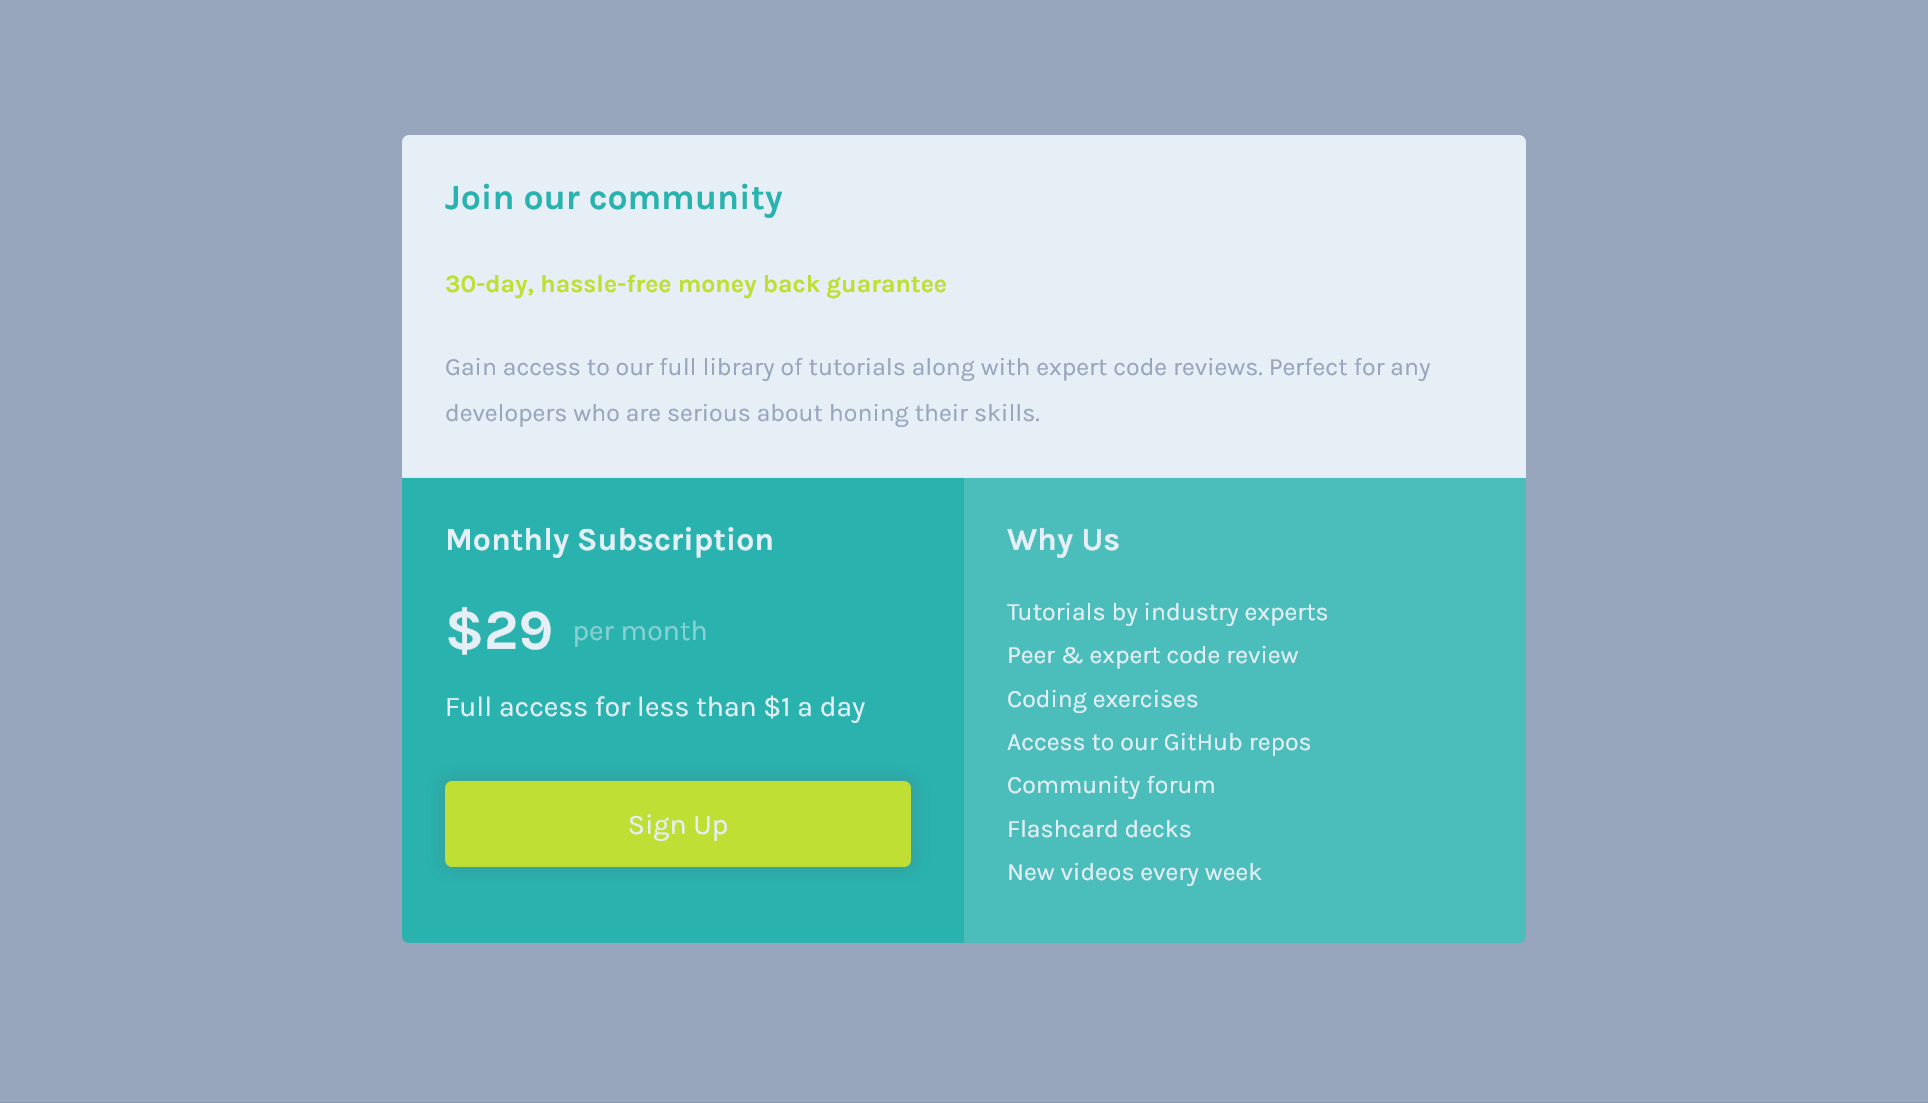 Join our community
30-day, hassle-free money back guarantee
Gain access to our full library of tutorials along with expert code reviews. Perfect for any
developers who are serious about honing their skills.
Monthly Subscription
$29 per month
Full access for less than $1 a day
Sign Up
Why Us
Tutorials by industry experts
Peer & expert code review
Coding exercises
Access to our GitHub repos
Community forum
Flashcard decks
New videos every week